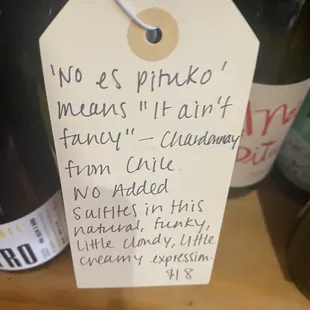 'No es pituko'
means "It ain't
fancy" – Chardonnay
from Chile.
No Added
Sulfites in this
natural, funky,
little cloudy, little
creamy expression.
$18